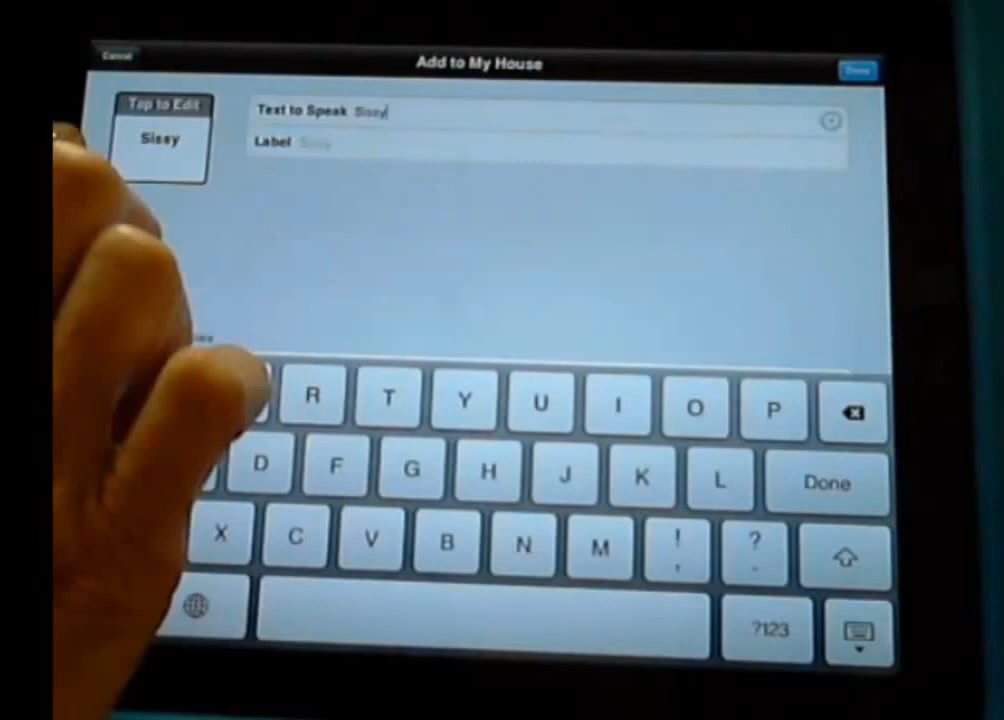 Cancel
Add to My House
Done
Tap to Edit
Sissy
Text to Speak Sissy
Label Sissy
R T Y U I O P
D F G H J K L Done
X C V B N M ! , ? .
?123